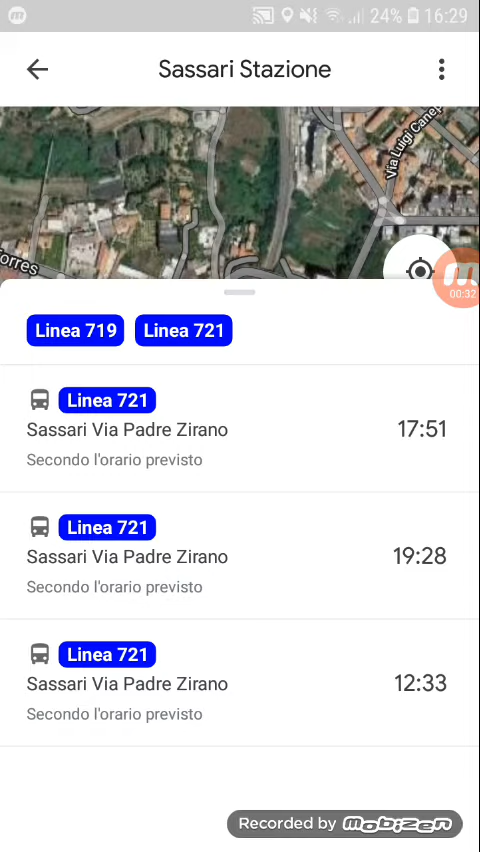 24% 16:29
Sassari Stazione
Via Luigi Canep
orres
00:32
Linea 719 Linea 721
Linea 721
Sassari Via Padre Zirano 17:51
Secondo l'orario previsto
Linea 721
Sassari Via Padre Zirano 19:28
Secondo l'orario previsto
Linea 721
Sassari Via Padre Zirano 12:33
Secondo l'orario previsto
Recorded by Mobizen